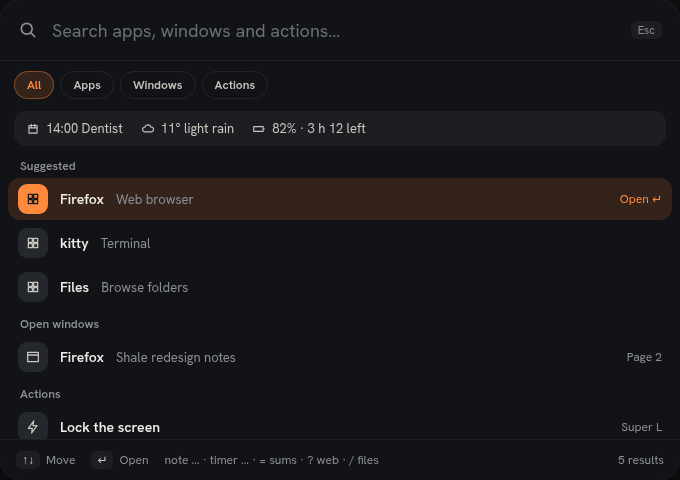 Search apps, windows and actions... Esc
All Apps Windows Actions
14:00 Dentist 11° light rain 82% · 3 h 12 left
Suggested
Firefox Web browser Open ↵
kitty Terminal
Files Browse folders
Open windows
Firefox Shale redesign notes Page 2
Actions
Lock the screen Super L
↑↓ Move ↵ Open note ... · timer ... · = sums · ? web · / files 5 results